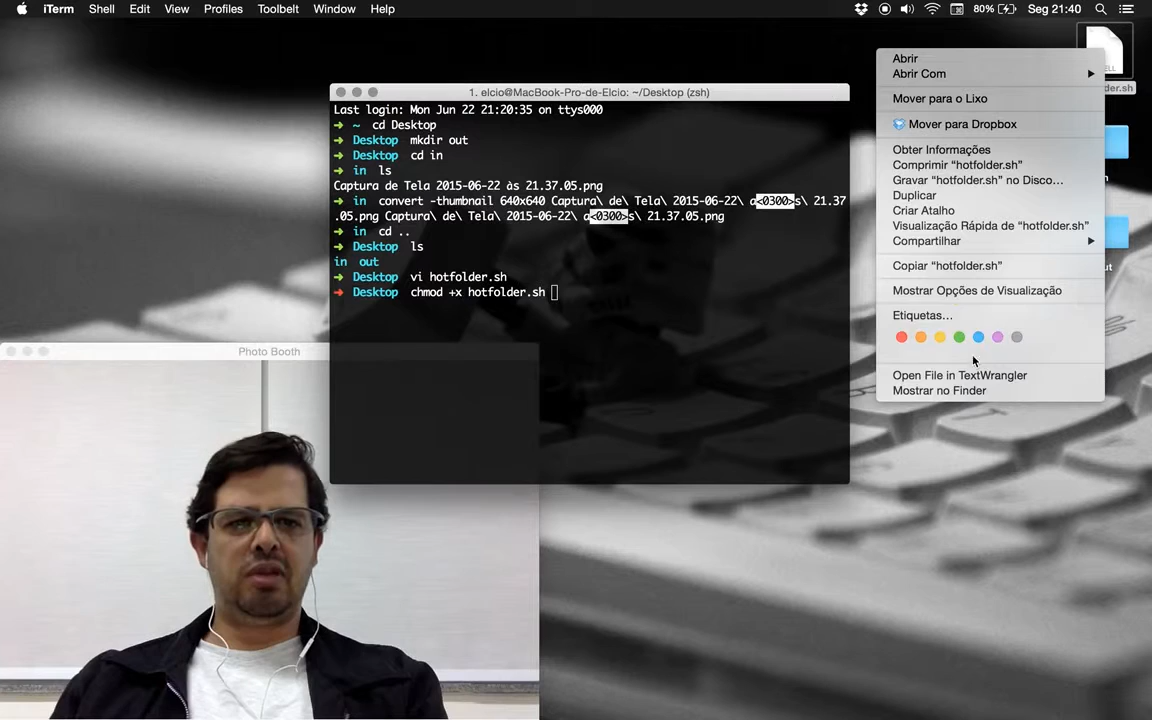 iTerm Shell Edit View Profiles Toolbelt Window Help 80% Seg 21:40
1. elcio@MacBook-Pro-de-Elcio: ~/Desktop (zsh)
Last login: Mon Jun 22 21:20:35 on ttys000
➜ ~ cd Desktop
➜ Desktop mkdir out
➜ Desktop cd in
➜ in ls
Captura de Tela 2015-06-22 às 21.37.05.png
➜ in convert -thumbnail 640x640 Captura\ de\ Tela\ 2015-06-22\ a<0300>s\ 21.37
.05.png Captura\ de\ Tela\ 2015-06-22\ a<0300>s\ 21.37.05.png
➜ in cd ..
➜ Desktop ls
in out
➜ Desktop vi hotfolder.sh
➜ Desktop chmod +x hotfolder.sh
Photo Booth
Abrir
Abrir Com
Mover para o Lixo
Mover para Dropbox
Obter Informações
Comprimir “hotfolder.sh”
Gravar “hotfolder.sh” no Disco…
Duplicar
Criar Atalho
Visualização Rápida de “hotfolder.sh”
Compartilhar
Copiar “hotfolder.sh”
Mostrar Opções de Visualização
Etiquetas…
Open File in TextWrangler
Mostrar no Finder